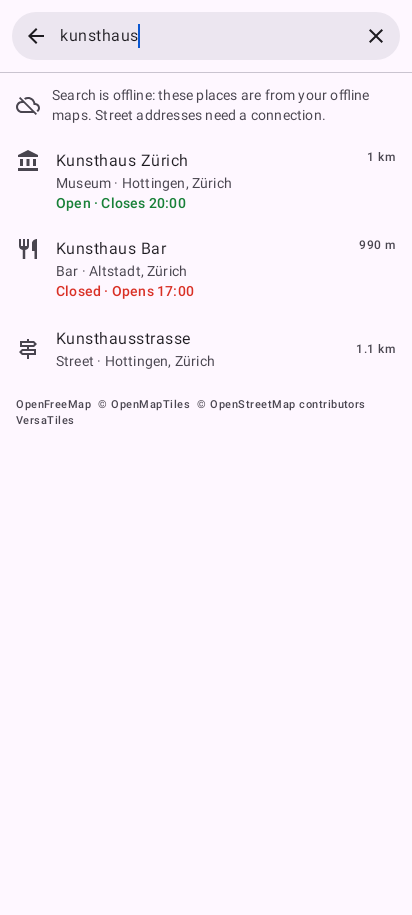 kunsthaus
Search is offline: these places are from your offline
maps. Street addresses need a connection.
Kunsthaus Zürich
1 km
Museum · Hottingen, Zürich
Open · Closes 20:00
Kunsthaus Bar
990 m
Bar · Altstadt, Zürich
Closed · Opens 17:00
Kunsthausstrasse
1.1 km
Street · Hottingen, Zürich
OpenFreeMap © OpenMapTiles © OpenStreetMap contributors
VersaTiles